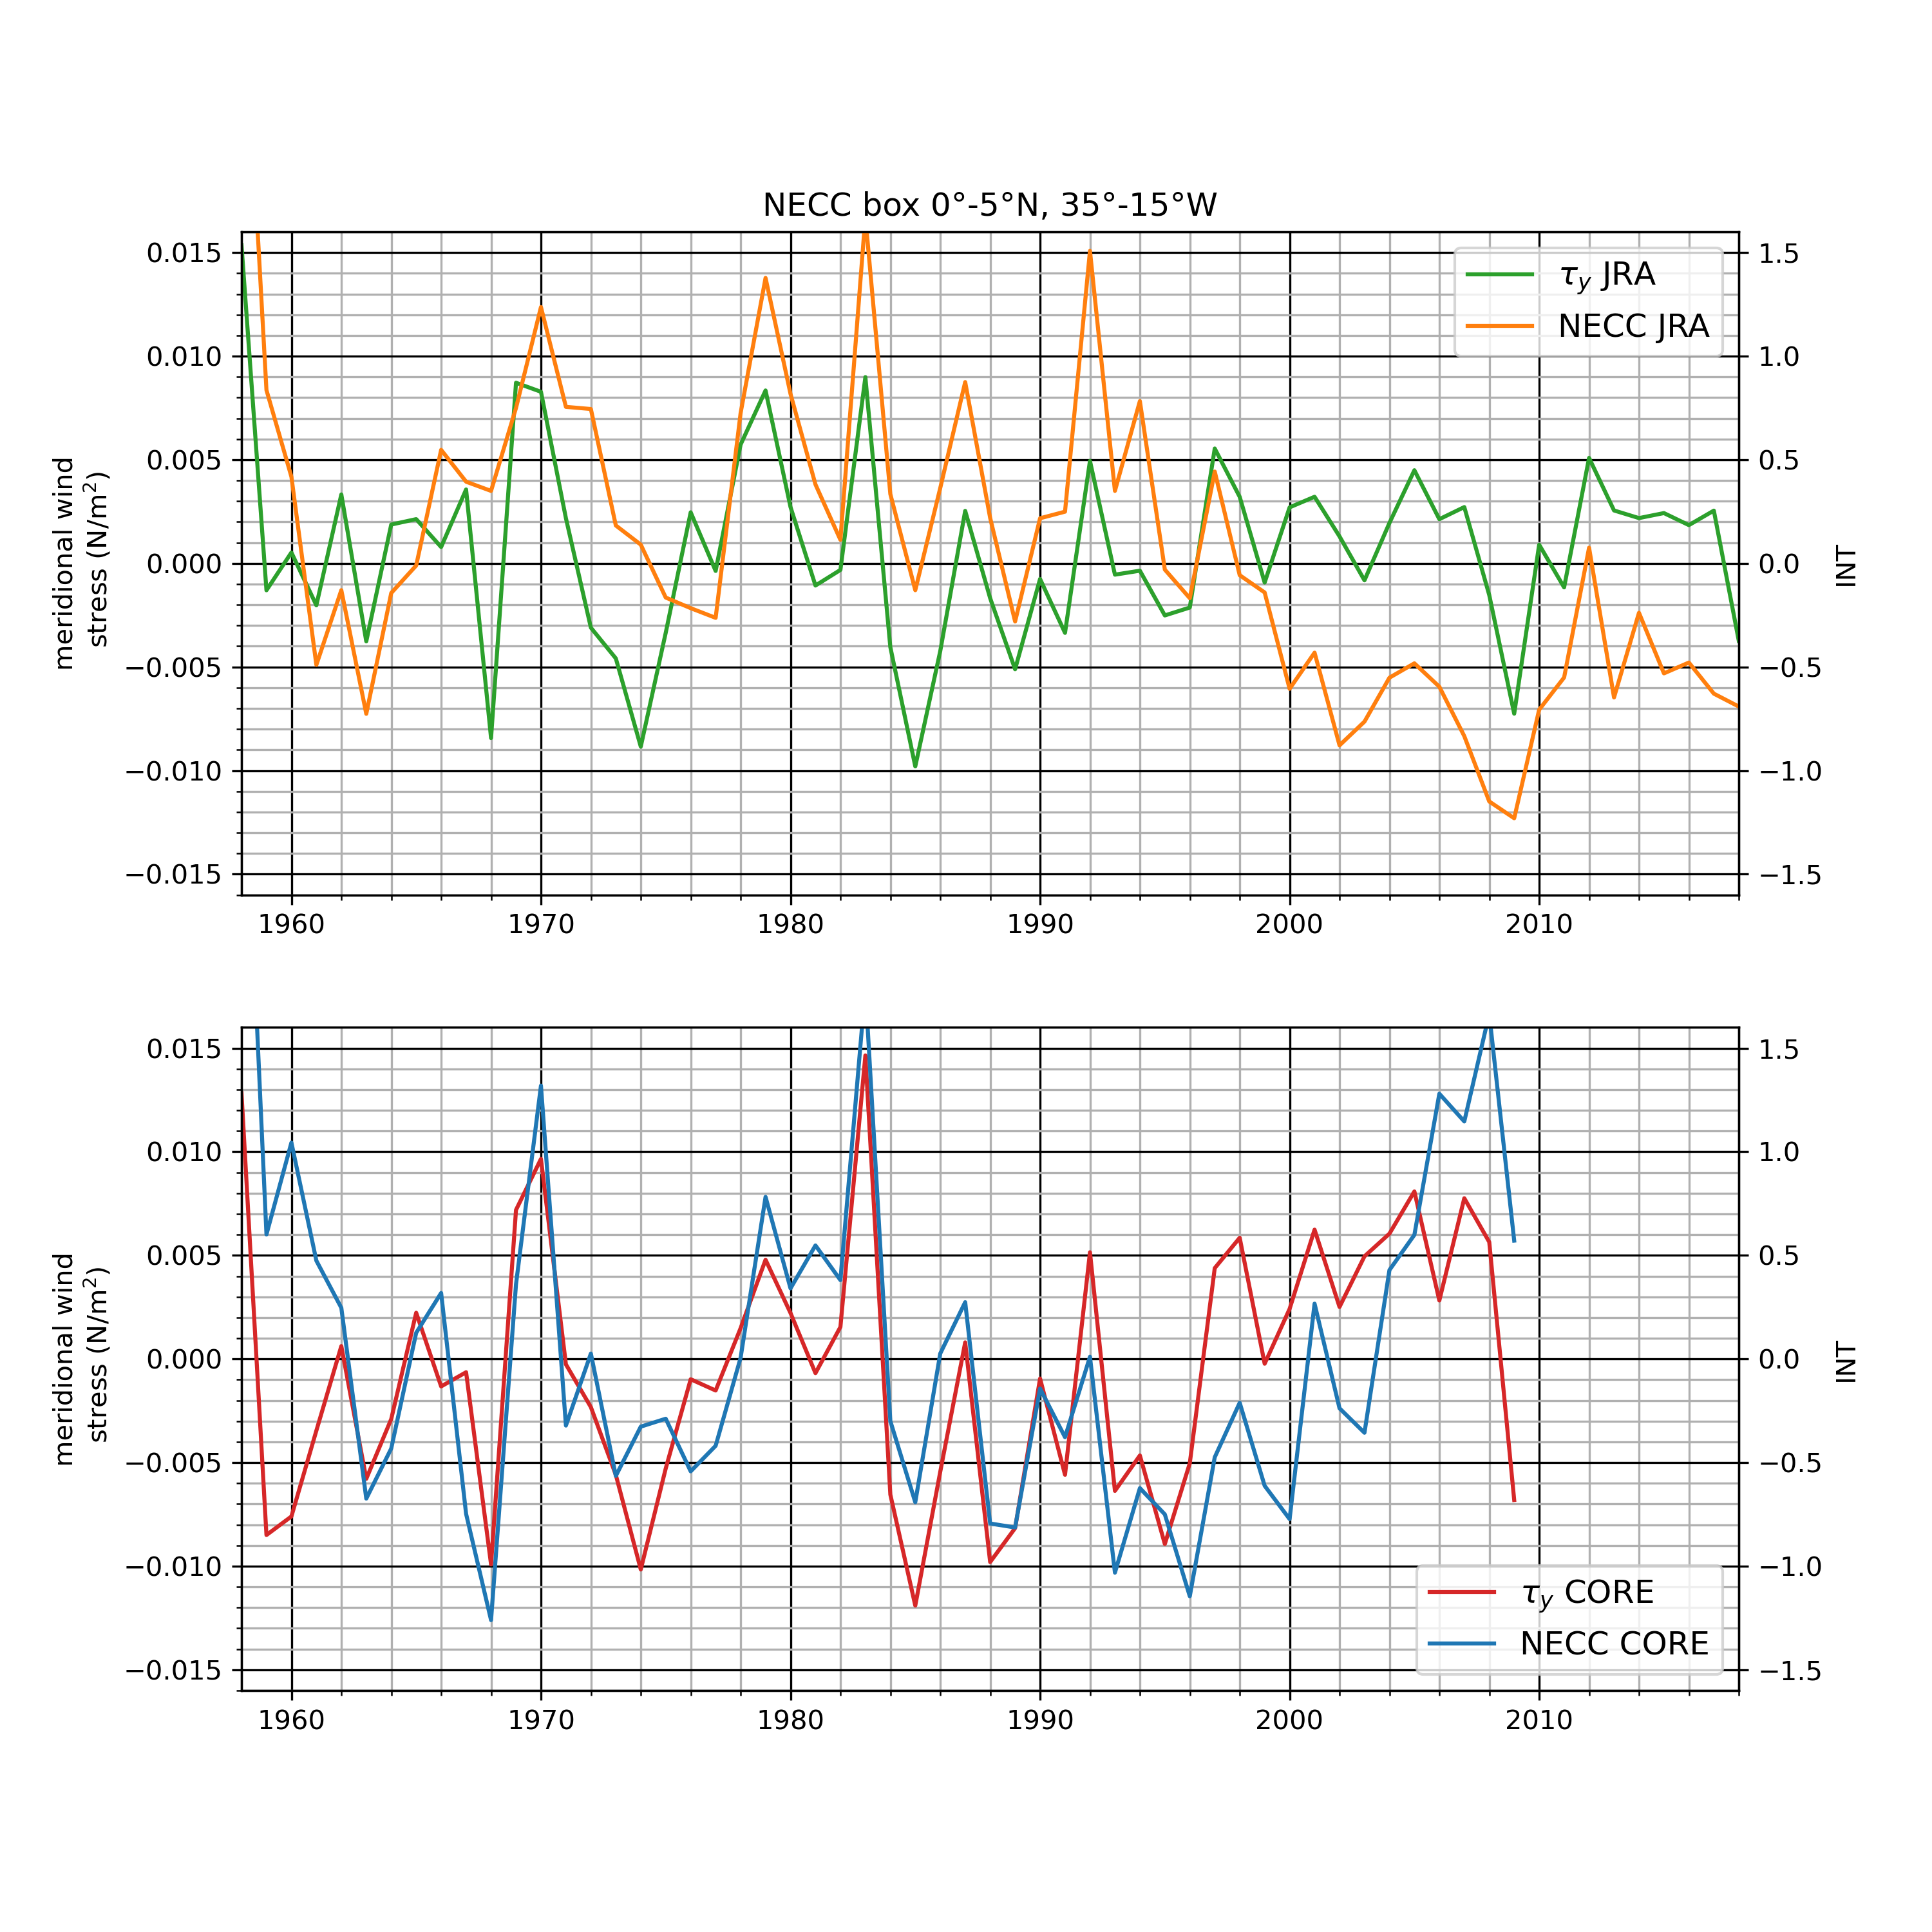 NECC box 0°-5°N, 35°-15°W
meridional wind
stress (N/m²)
0.015
0.010
0.005
0.000
−0.005
−0.010
−0.015
1.5
1.0
0.5
0.0
−0.5
−1.0
−1.5
INT
τy JRA
NECC JRA
1960 1970 1980 1990 2000 2010
meridional wind
stress (N/m²)
0.015
0.010
0.005
0.000
−0.005
−0.010
−0.015
1.5
1.0
0.5
0.0
−0.5
−1.0
−1.5
INT
τy CORE
NECC CORE
1960 1970 1980 1990 2000 2010